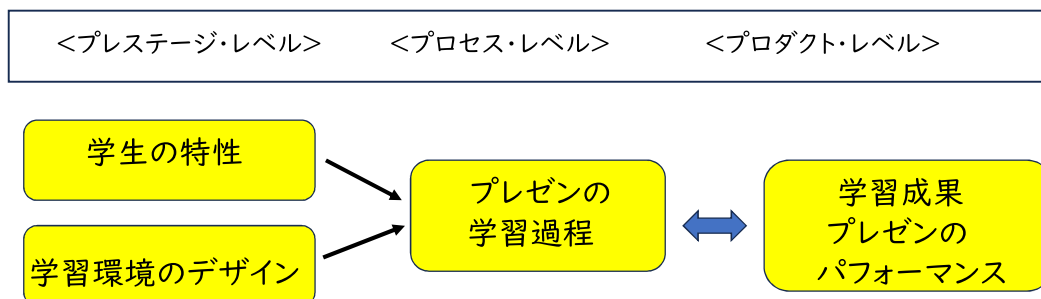 <プレステージ・レベル> <プロセス・レベル> <プロダクト・レベル>
学生の特性
学習環境のデザイン
プレゼンの
学習過程
学習成果
プレゼンの
パフォーマンス